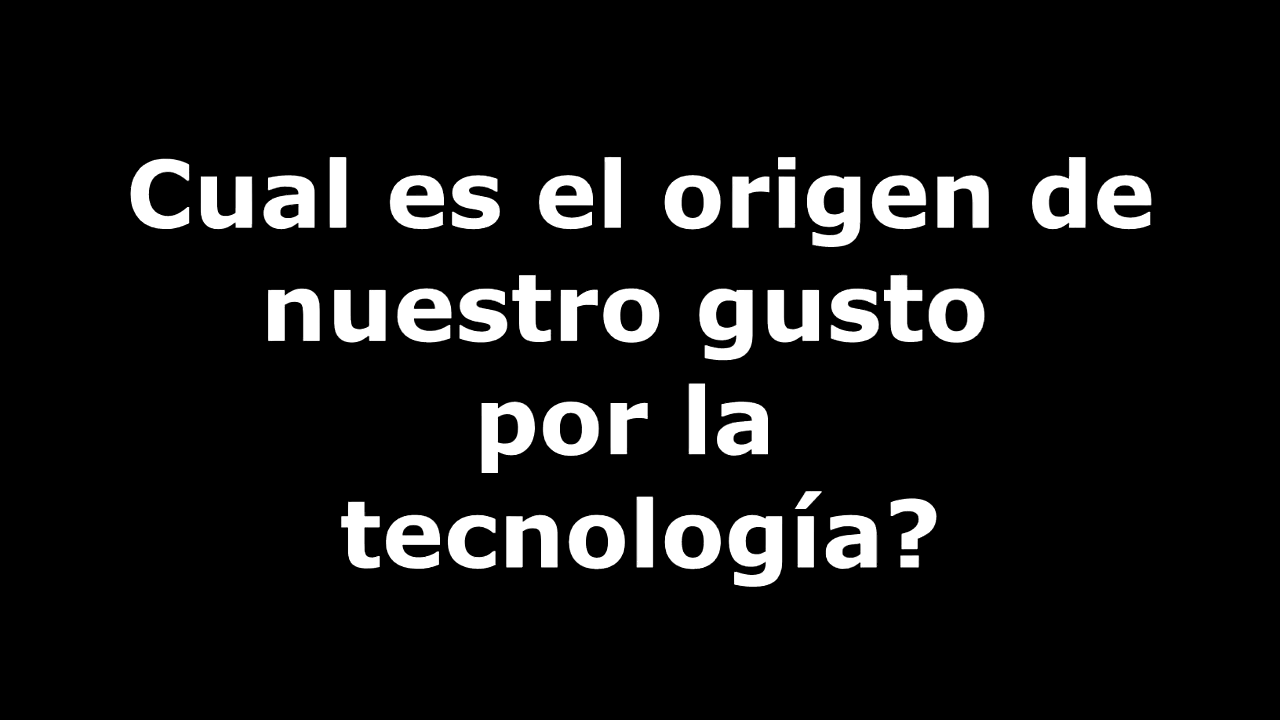 Cual es el origen de
nuestro gusto
por la
tecnología?